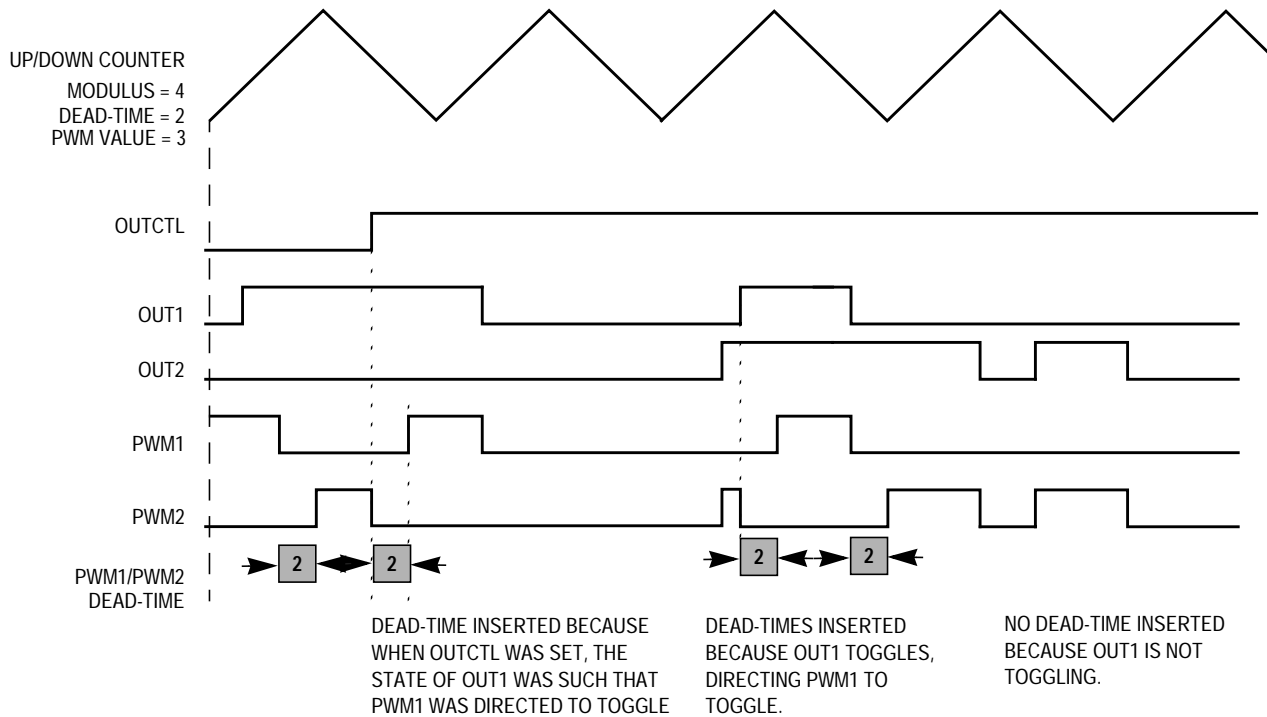 UP/DOWN COUNTER
MODULUS = 4
DEAD-TIME = 2
PWM VALUE = 3
OUTCTL
OUT1
OUT2
PWM1
PWM2
PWM1/PWM2
DEAD-TIME
2
2
2
2
DEAD-TIME INSERTED BECAUSE
WHEN OUTCTL WAS SET, THE
STATE OF OUT1 WAS SUCH THAT
PWM1 WAS DIRECTED TO TOGGLE
DEAD-TIMES INSERTED
BECAUSE OUT1 TOGGLES,
DIRECTING PWM1 TO
TOGGLE.
NO DEAD-TIME INSERTED
BECAUSE OUT1 IS NOT
TOGGLING.